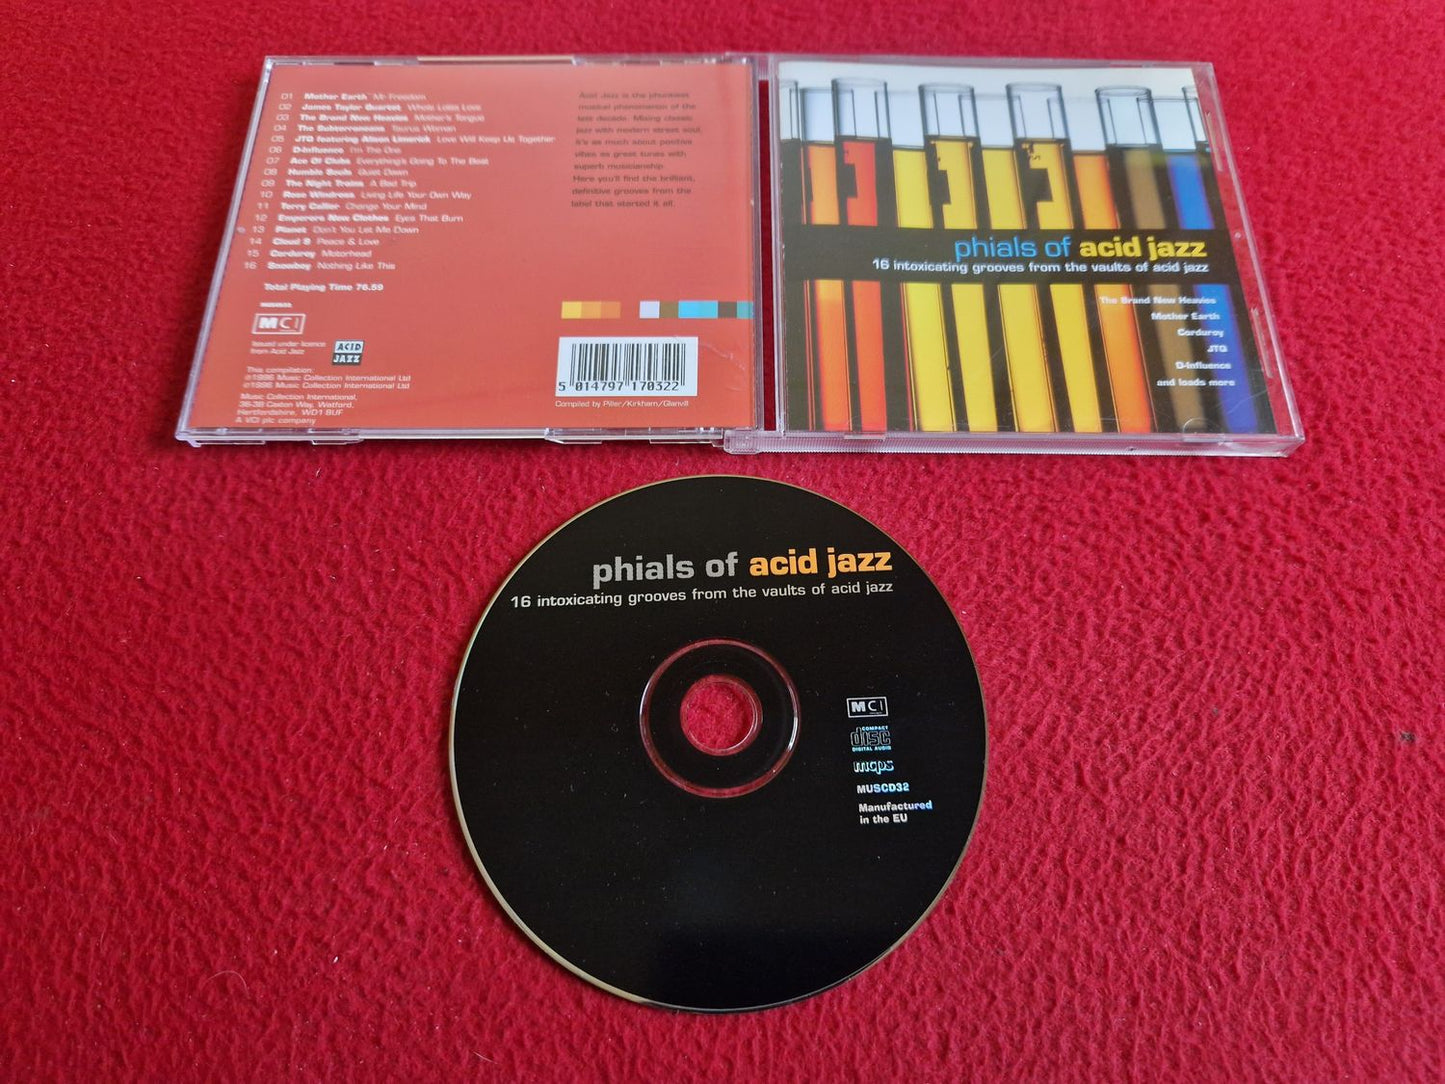 01 Mother Earth Mr Freedom
02 James Taylor Quartet Whole Lotta Love
03 The Brand New Heavies Mother's Tongue
04 The Subterraneans Taurus Woman
05 JTQ featuring Alison Limerick Love Will Keep Us Together
06 D-Influence I'm The One
07 Ace Of Clubs Everything's Going To The Beat
08 Humble Souls Quiet Dawn
09 The Night Trains A Bad Trip
10 Rose Windross Living Life Your Own Way
11 Terry Callier Change Your Mind
12 Emperors New Clothes Eyes That Burn
13 Planet Don't You Let Me Down
14 Cloud 9 Peace & Love
15 Corduroy Motorhead
16 Snowboy Nothing Like This
Total Playing Time 76.59
MCI
Issued under licence
from Acid Jazz
ACID
JAZZ
This compilation:
℗1996 Music Collection International Ltd
©1996 Music Collection International Ltd
Music Collection International,
36-38 Caxton Way, Watford,
Hertfordshire, WD1 8UF
A VCI plc company
Acid Jazz is the phunkiest
musical phenomenon of the
last decade. Mixing classic
jazz with modern street soul,
it's as much about positive
vibes as great tunes with
superb musicianship.
Here you'll find the brilliant,
definitive grooves from the
label that started it all.
5 014797 170322
Compiled by Piller/Kirkham/Glanvill
phials of acid jazz
16 intoxicating grooves from the vaults of acid jazz
The Brand New Heavies
Mother Earth
Corduroy
JTQ
D-Influence
and loads more
phials of acid jazz
16 intoxicating grooves from the vaults of acid jazz
MCI
COMPACT
disc
DIGITAL AUDIO
mcps
MUSCD32
Manufactured
in the EU